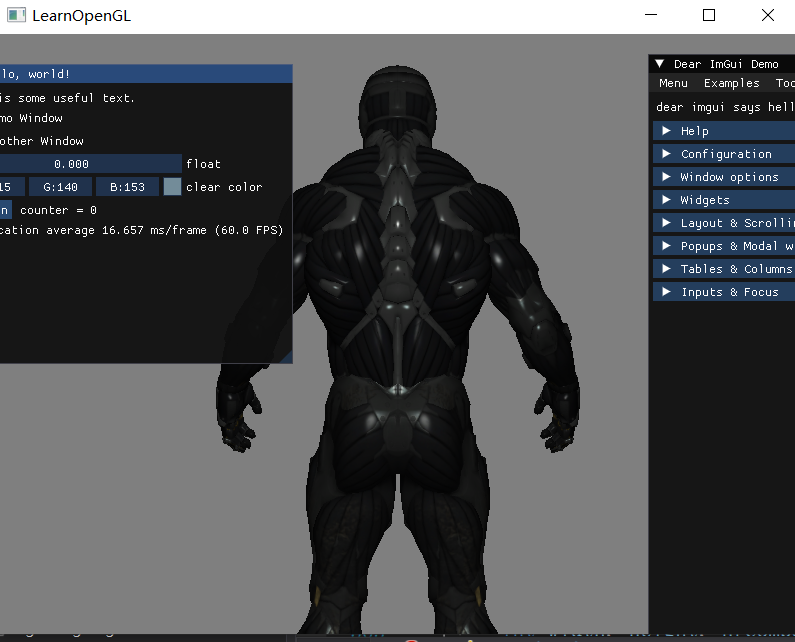 LearnOpenGL
lo, world!
is some useful text.
mo Window
other Window
0.000 float
15 G:140 B:153 clear color
n counter = 0
cation average 16.657 ms/frame (60.0 FPS)
Dear ImGui Demo
Menu Examples Too
dear imgui says hell
Help
Configuration
Window options
Widgets
Layout & Scrolli
Popups & Modal w
Tables & Columns
Inputs & Focus